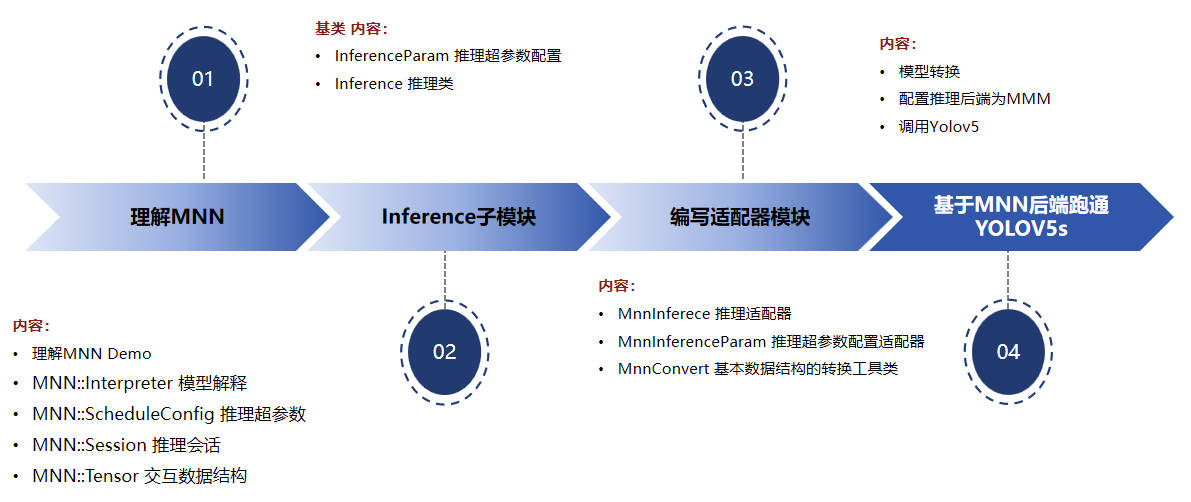 01
理解MNN
内容：
• 理解MNN Demo
• MNN::Interpreter 模型解释
• MNN::ScheduleConfig 推理超参数
• MNN::Session 推理会话
• MNN::Tensor 交互数据结构
基类 内容：
• InferenceParam 推理超参数配置
• Inference 推理类
Inference子模块
02
03
编写适配器模块
内容：
• MnnInferece 推理适配器
• MnnInferenceParam 推理超参数配置适配器
• MnnConvert 基本数据结构的转换工具类
内容：
• 模型转换
• 配置推理后端为MMM
• 调用Yolov5
基于MNN后端跑通
YOLOV5s
04